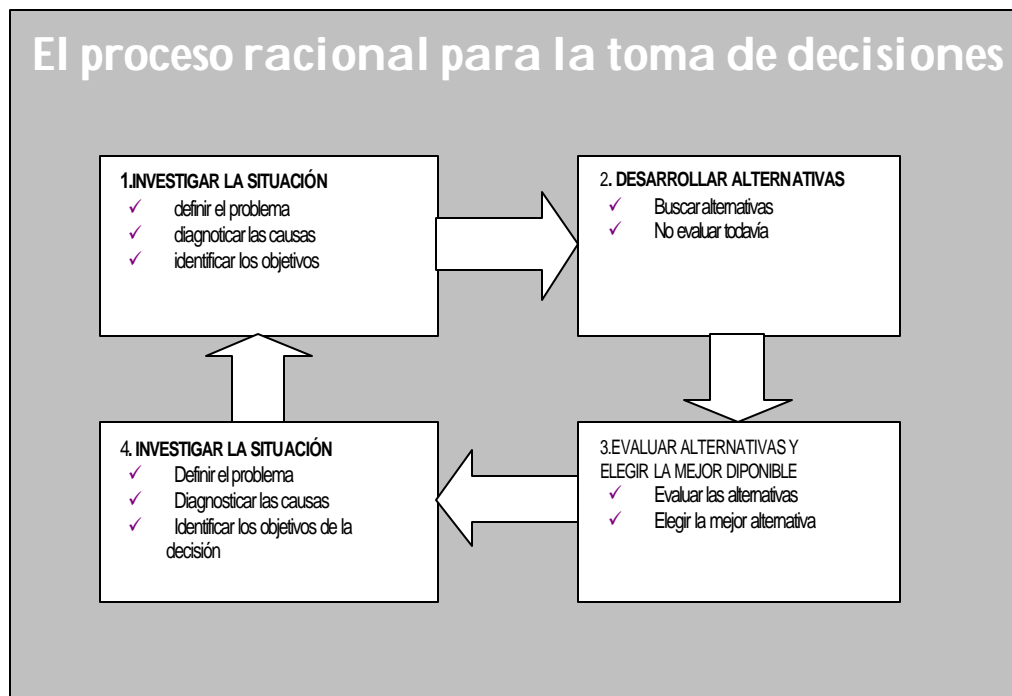 El proceso racional para la toma de decisiones
1.INVESTIGAR LA SITUACIÓN
✓ definir el problema
✓ diagnoticar las causas
✓ identificar los objetivos
2. DESARROLLAR ALTERNATIVAS
✓ Buscar alternativas
✓ No evaluar todavía
4. INVESTIGAR LA SITUACIÓN
✓ Definir el problema
✓ Diagnosticar las causas
✓ Identificar los objetivos de la
decisión
3.EVALUAR ALTERNATIVAS Y
ELEGIR LA MEJOR DIPONIBLE
✓ Evaluar las alternativas
✓ Elegir la mejor alternativa